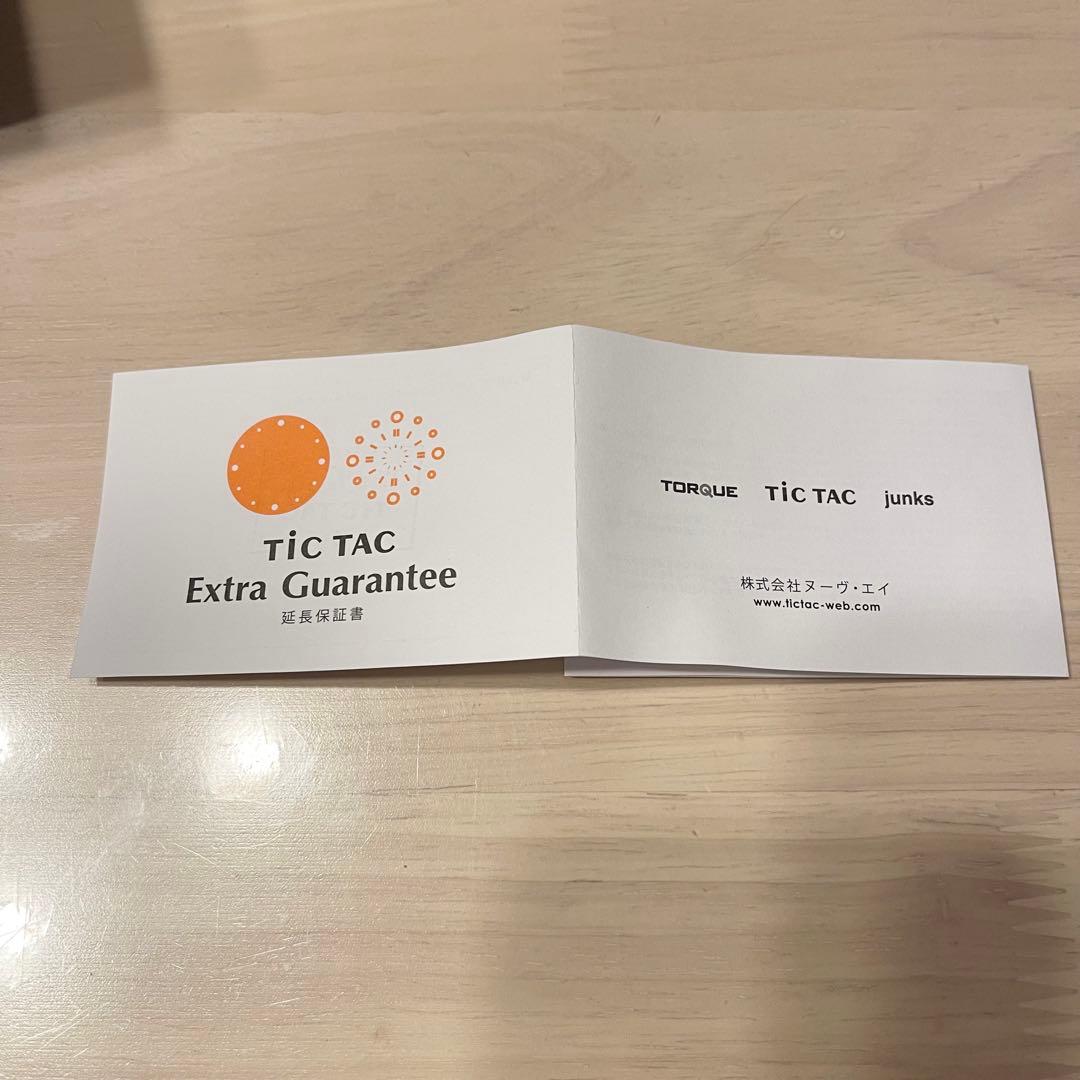 TiC TAC
Extra Guarantee
延長保証書
TORQUE TiC TAC junks
株式会社ヌーヴ・エイ
www.tictac-web.com